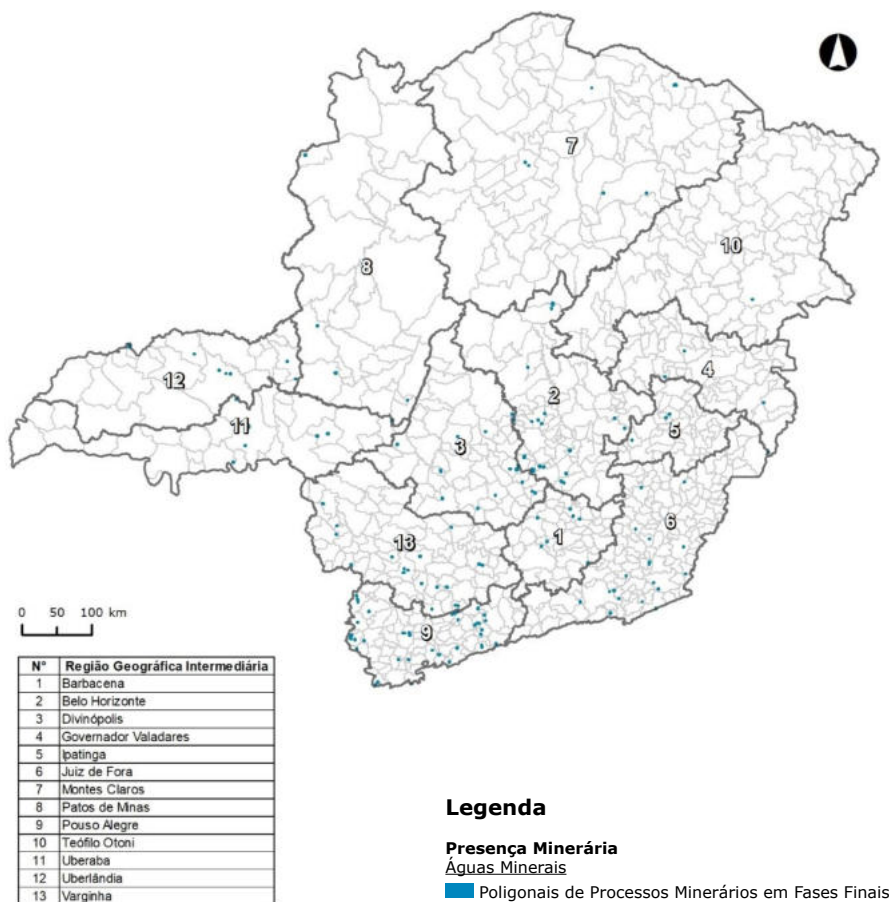 7
10
8
4
12
2
11
5
3
6
1
13
9
0 50 100 km
N° Região Geográfica Intermediária
1 Barbacena
2 Belo Horizonte
3 Divinópolis
4 Governador Valadares
5 Ipatinga
6 Juiz de Fora
7 Montes Claros
8 Patos de Minas
9 Pouso Alegre
10 Teófilo Otoni
11 Uberaba
12 Uberlândia
13 Varginha
Legenda
Presença Minerária
Águas Minerais
Poligonais de Processos Minerários em Fases Finais